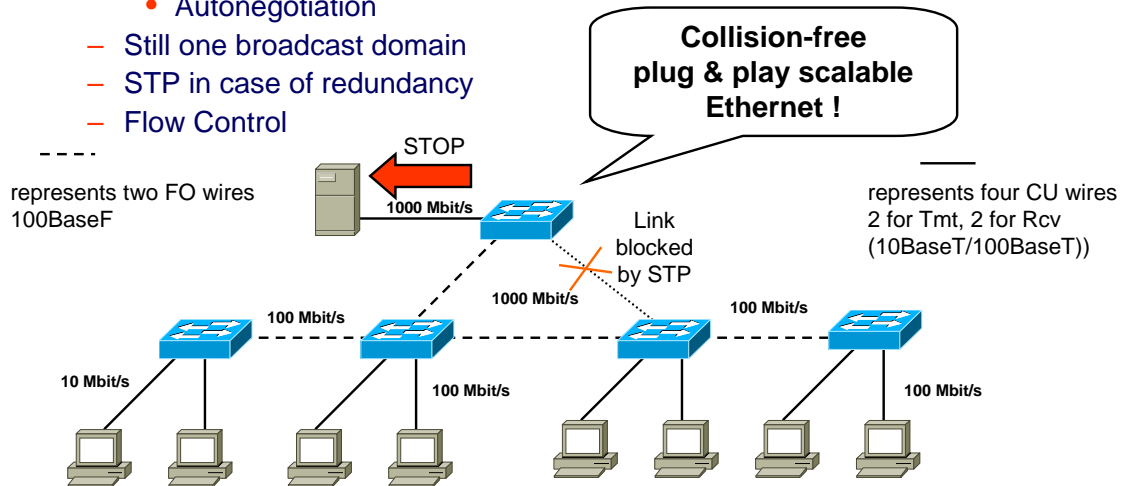 • Autonegotiation
– Still one broadcast domain
– STP in case of redundancy
– Flow Control
Collision-free
plug & play scalable
Ethernet !
STOP
represents two FO wires
100BaseF
1000 Mbit/s
represents four CU wires
2 for Tmt, 2 for Rcv
(10BaseT/100BaseT))
Link
blocked
by STP
1000 Mbit/s
100 Mbit/s
100 Mbit/s
10 Mbit/s
100 Mbit/s
100 Mbit/s